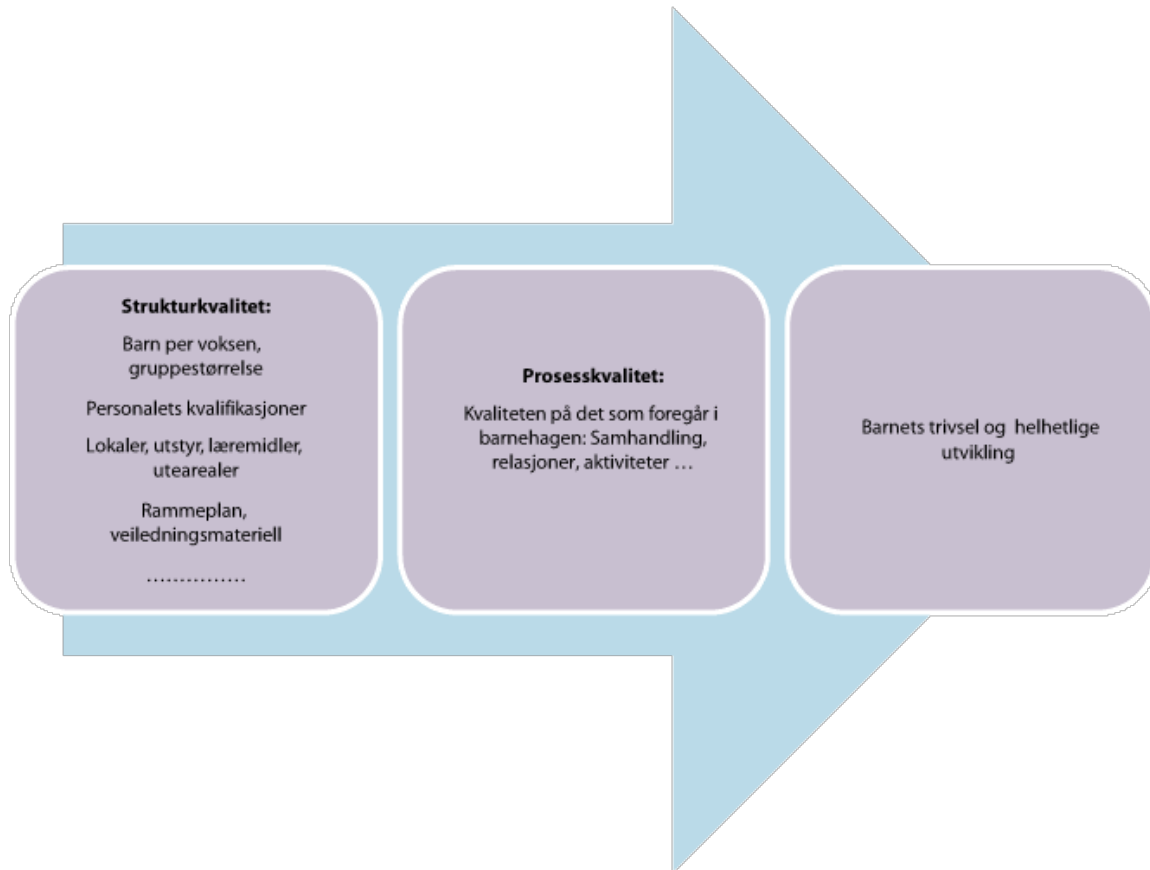 Strukturkvalitet:
Barn per voksen,
gruppestørrelse
Personalets kvalifikasjoner
Lokaler, utstyr, læremidler,
utearealer
Rammeplan,
veiledningsmateriell
……………
Prosesskvalitet:
Kvaliteten på det som foregår i
barnehagen: Samhandling,
relasjoner, aktiviteter …
Barnets trivsel og helhetlige
utvikling